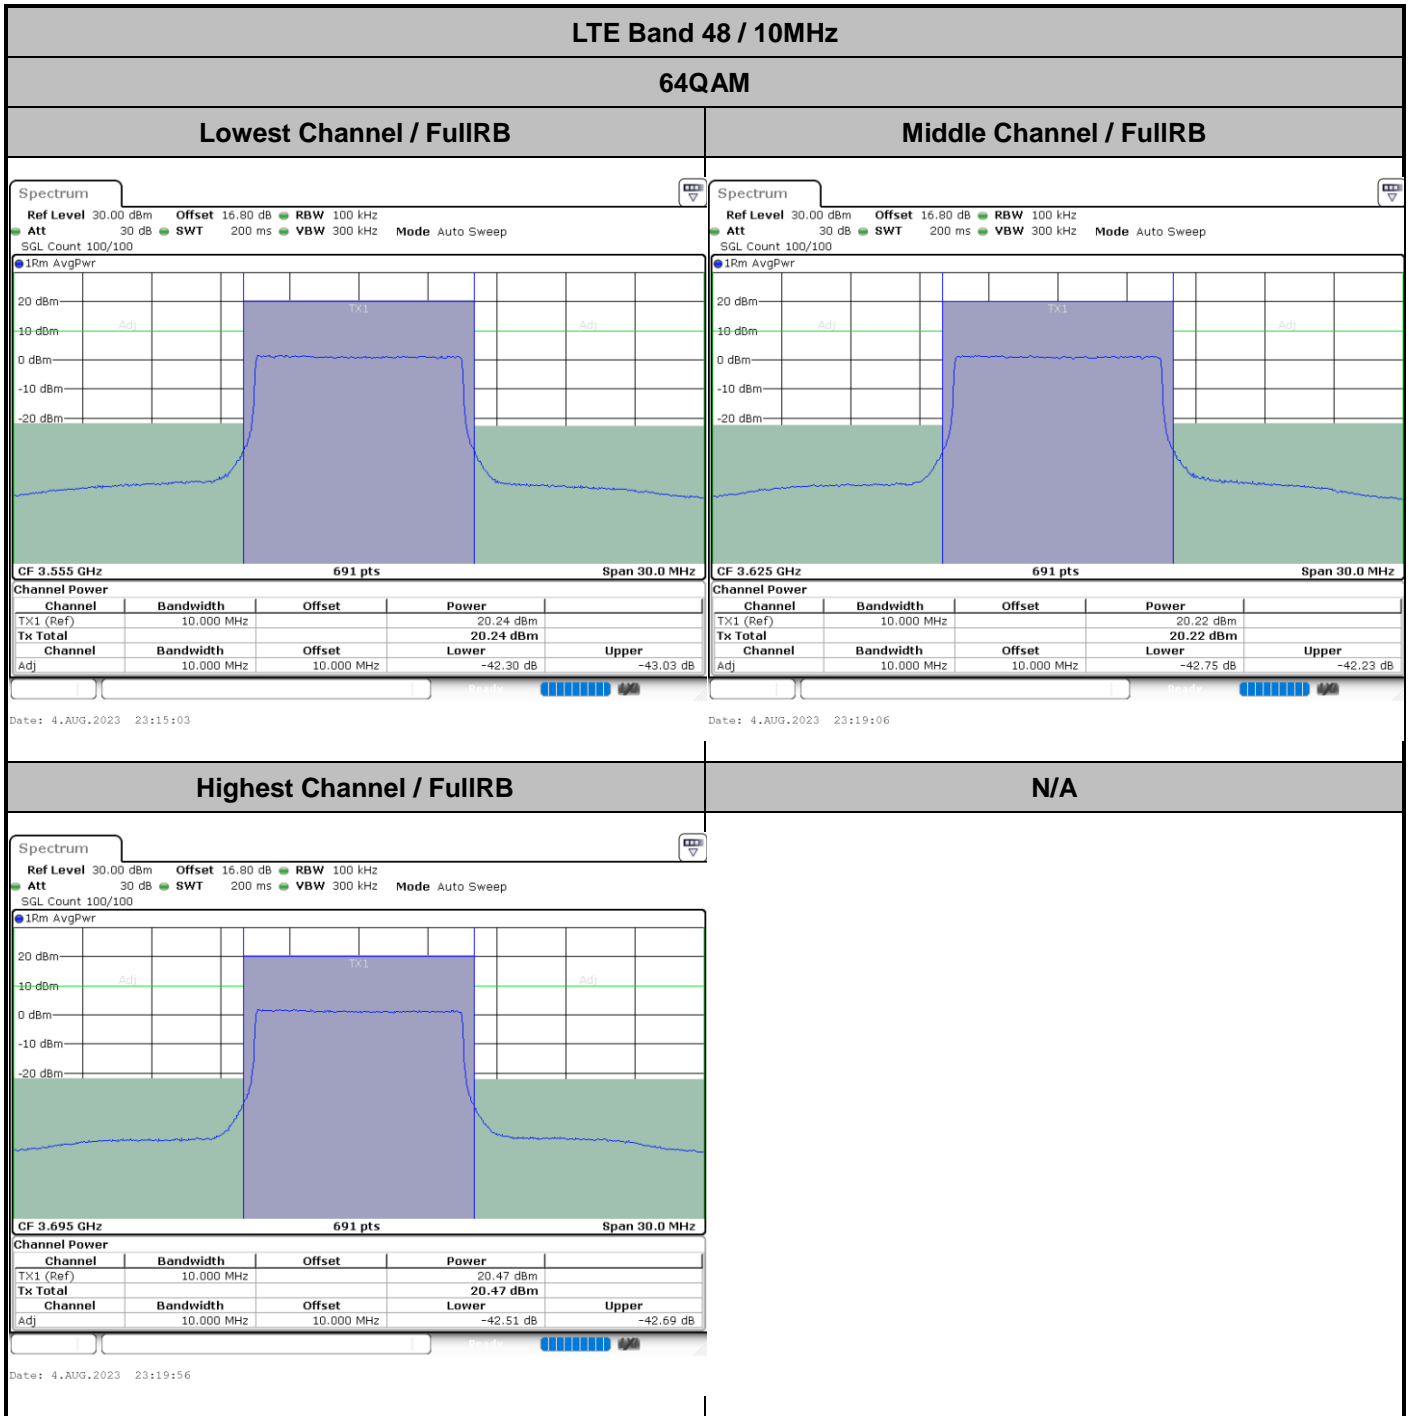 LTE Band 48 / 10MHz
64QAM
Lowest Channel / FullRB
Middle Channel / FullRB
Spectrum
Ref Level 30.00 dBm Offset 16.80 dB RBW 100 kHz
Att 30 dB SWT 200 ms VBW 300 kHz Mode Auto Sweep
SGL Count 100/100
1Rm AvgPwr
TX1
20 dBm
Adj Adj
10 dBm
0 dBm
-10 dBm
-20 dBm
CF 3.555 GHz 691 pts Span 30.0 MHz
Channel Power
Channel Bandwidth Offset Power
TX1 (Ref) 10.000 MHz 20.24 dBm
Tx Total 20.24 dBm
Channel Bandwidth Offset Lower Upper
Adj 10.000 MHz 10.000 MHz -42.30 dB -43.03 dB
Ready
Date: 4.AUG.2023 23:15:03
Spectrum
Ref Level 30.00 dBm Offset 16.80 dB RBW 100 kHz
Att 30 dB SWT 200 ms VBW 300 kHz Mode Auto Sweep
SGL Count 100/100
1Rm AvgPwr
TX1
20 dBm
Adj Adj
10 dBm
0 dBm
-10 dBm
-20 dBm
CF 3.625 GHz 691 pts Span 30.0 MHz
Channel Power
Channel Bandwidth Offset Power
TX1 (Ref) 10.000 MHz 20.22 dBm
Tx Total 20.22 dBm
Channel Bandwidth Offset Lower Upper
Adj 10.000 MHz 10.000 MHz -42.75 dB -42.23 dB
Ready
Date: 4.AUG.2023 23:19:06
Highest Channel / FullRB
N/A
Spectrum
Ref Level 30.00 dBm Offset 16.80 dB RBW 100 kHz
Att 30 dB SWT 200 ms VBW 300 kHz Mode Auto Sweep
SGL Count 100/100
1Rm AvgPwr
TX1
20 dBm
Adj Adj
10 dBm
0 dBm
-10 dBm
-20 dBm
CF 3.695 GHz 691 pts Span 30.0 MHz
Channel Power
Channel Bandwidth Offset Power
TX1 (Ref) 10.000 MHz 20.47 dBm
Tx Total 20.47 dBm
Channel Bandwidth Offset Lower Upper
Adj 10.000 MHz 10.000 MHz -42.51 dB -42.69 dB
Ready
Date: 4.AUG.2023 23:19:56